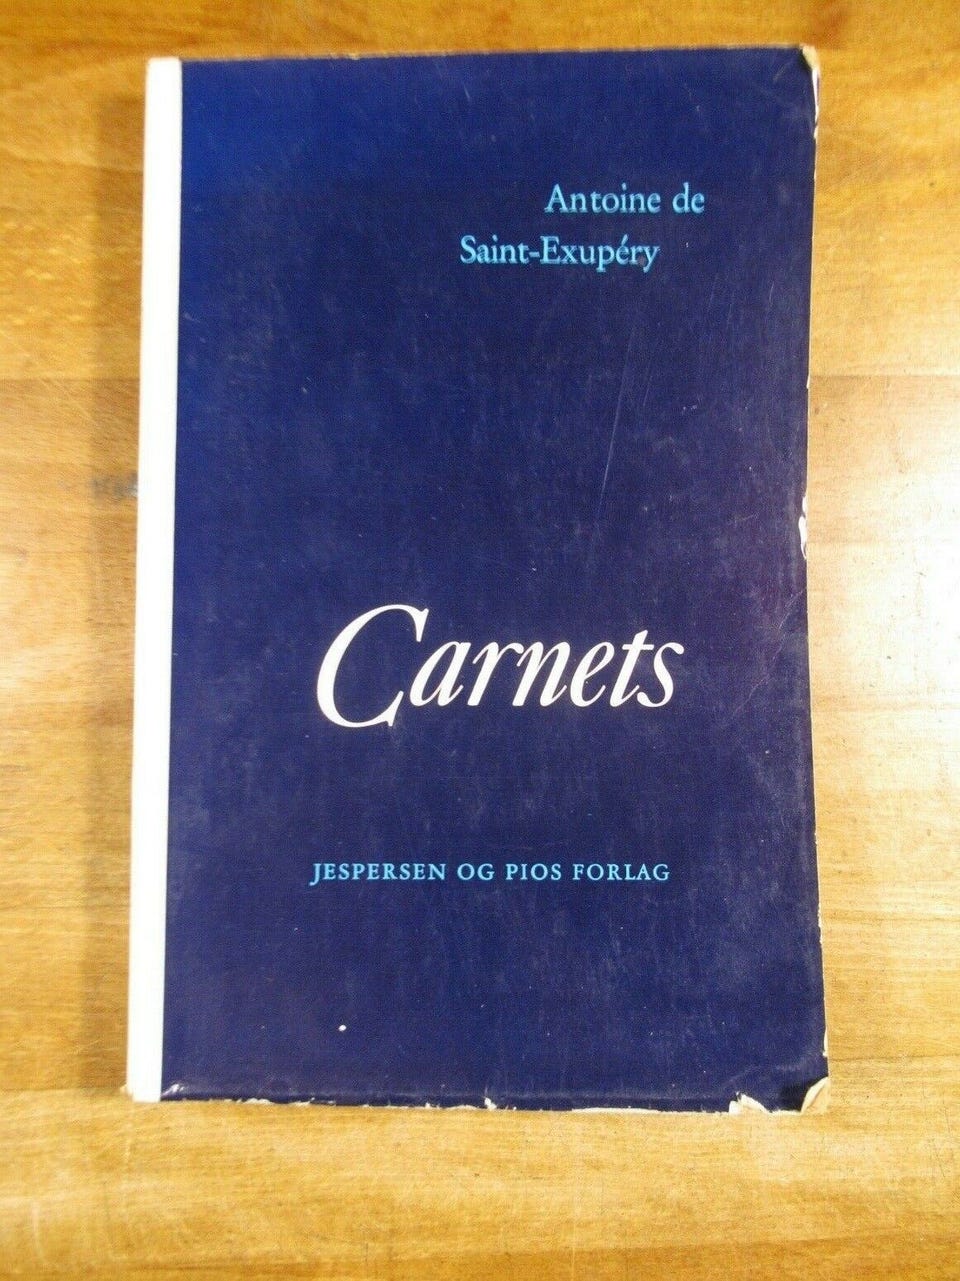 Antoine de
Saint-Exupéry
Carnets
JESPERSEN OG PIOS FORLAG